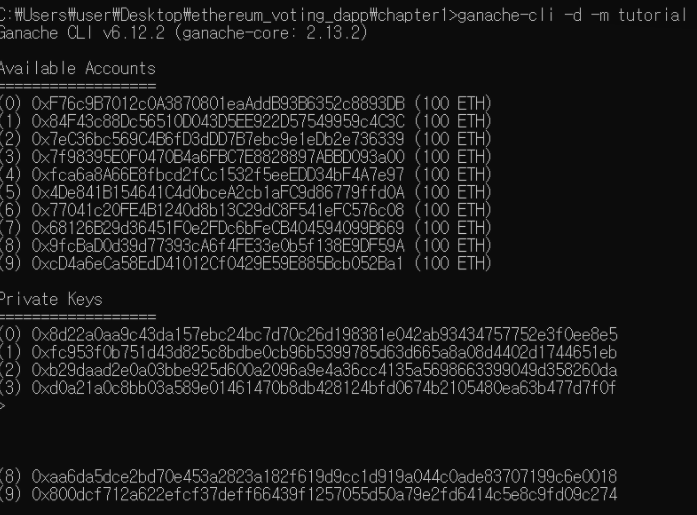 C:₩Users₩user₩Desktop₩ethereum_voting_dapp₩chapter1>ganache-cli -d -m tutorial
Ganache CLI v6.12.2 (ganache-core: 2.13.2)
Available Accounts
==================
(0) 0xF76c9B7012c0A3870801eaAddB93B6352c8893DB (100 ETH)
(1) 0x84F43c88Dc56510D043D5EE922D57549959c4C3C (100 ETH)
(2) 0x7eC36bc569C4B6fD3dDD7B7ebc9e1eDb2e736339 (100 ETH)
(3) 0x7f98395E0F0470B4a6FBC7E8828897ABBD093a00 (100 ETH)
(4) 0xfca6a8A66E8fbcd2fCc1532f5eeEDD34bF4A7e97 (100 ETH)
(5) 0x4De841B154641C4d0bceA2cb1aFC9d86779ffd0A (100 ETH)
(6) 0x77041c20FE4B1240d8b13C29dC8F541eFC576c08 (100 ETH)
(7) 0x68126B29d36451F0e2FDc6bFeCB404594099B669 (100 ETH)
(8) 0x9fcBaD0d39d77393cA6f4FE33e0b5f138E9DF59A (100 ETH)
(9) 0xcD4a6eCa58EdD41012Cf0429E59E885Bcb052Ba1 (100 ETH)
Private Keys
==================
(0) 0x8d22a0aa9c43da157ebc24bc7d70c26d198381e042ab93434757752e3f0ee8e5
(1) 0xfc953f0b751d43d825c8bdbe0cb96b5399785d63d665a8a08d4402d1744651eb
(2) 0xb29daad2e0a03bbe925d600a2096a9e4a36cc4135a5698663399049d358260da
(3) 0xd0a21a0c8bb03a589e01461470b8db428124bfd0674b2105480ea63b477d7f0f
>
(8) 0xaa6da5dce2bd70e453a2823a182f619d9cc1d919a044c0ade83707199c6e0018
(9) 0x800dcf712a622efcf37deff66439f1257055d50a79e2fd6414c5e8c9fd09c274